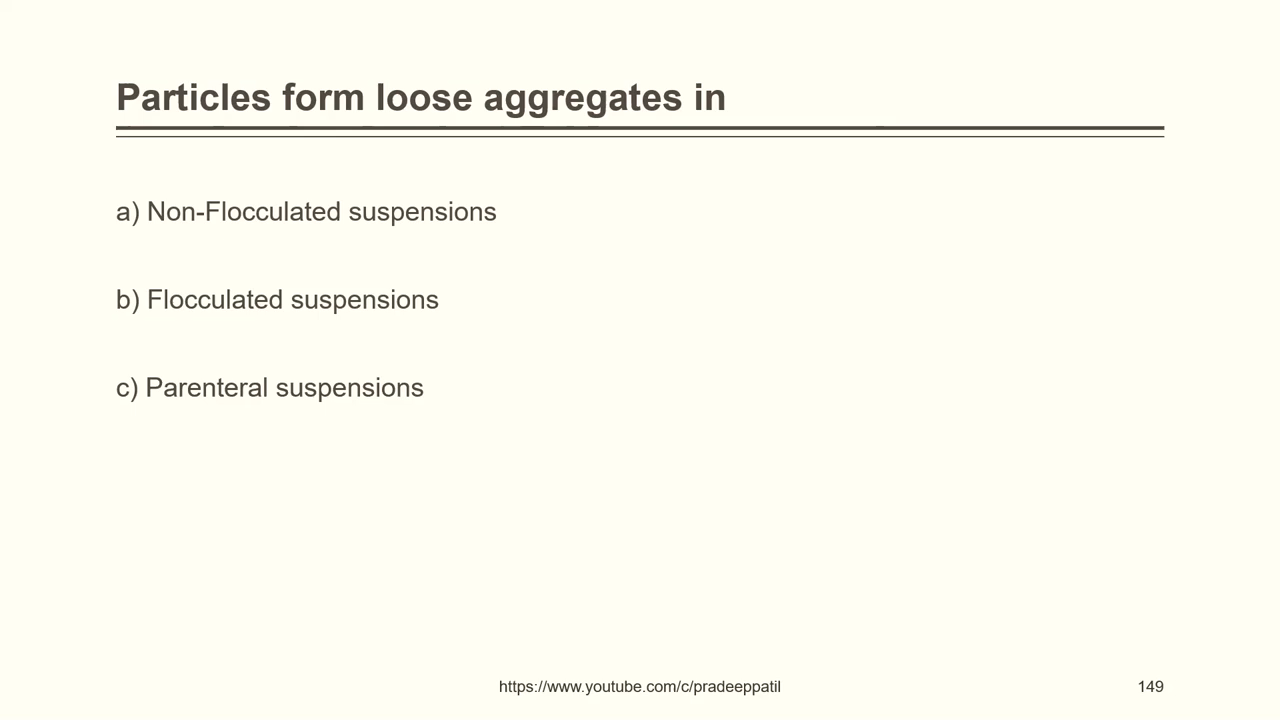 Particles form loose aggregates in
a) Non-Flocculated suspensions
b) Flocculated suspensions
c) Parenteral suspensions
https://www.youtube.com/c/pradeeppatil
149